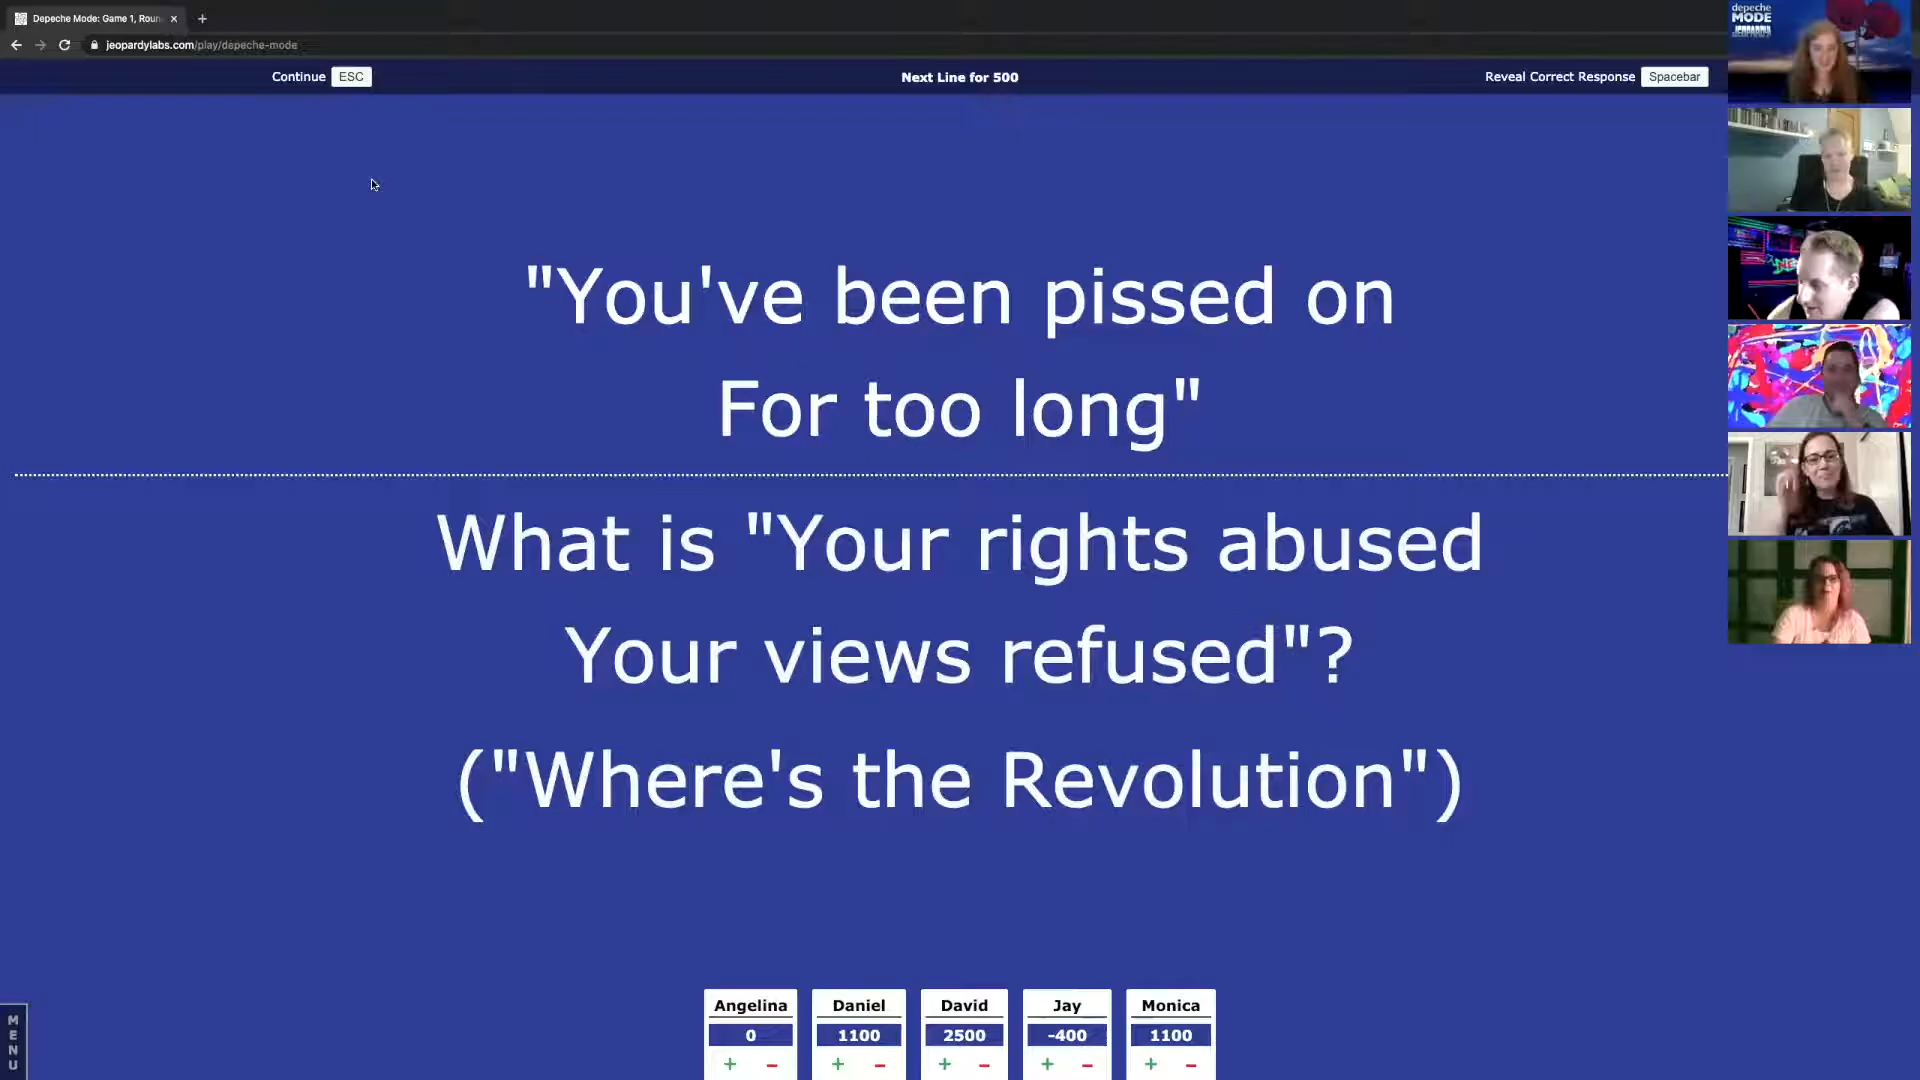 Depeche Mode: Game 1, Roun
jeopardylabs.com/play/depeche-mode
Continue ESC
Next Line for 500
Reveal Correct Response Spacebar
depeche
MODE
JEOPARDY
"You've been pissed on
For too long"
What is "Your rights abused
Your views refused"?
("Where's the Revolution")
MENU
Angelina Daniel David Jay Monica
0 1100 2500 -400 1100
+ − + − + − + − + −